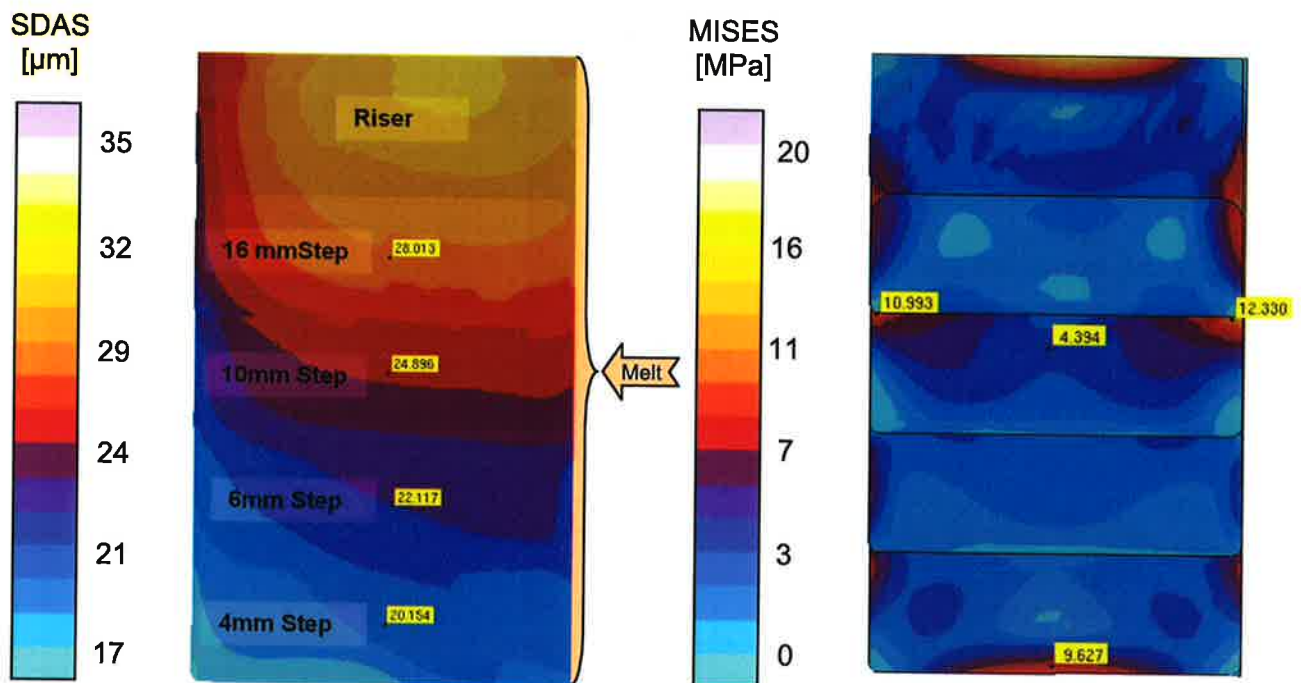 SDAS
[µm]
35
32
29
24
21
17
Riser
16 mmStep
28.013
10mm Step
24.896
6mm Step
22.117
4mm Step
20.154
Melt
MISES
[MPa]
20
16
11
7
3
0
10.993
12.330
4.394
9.627